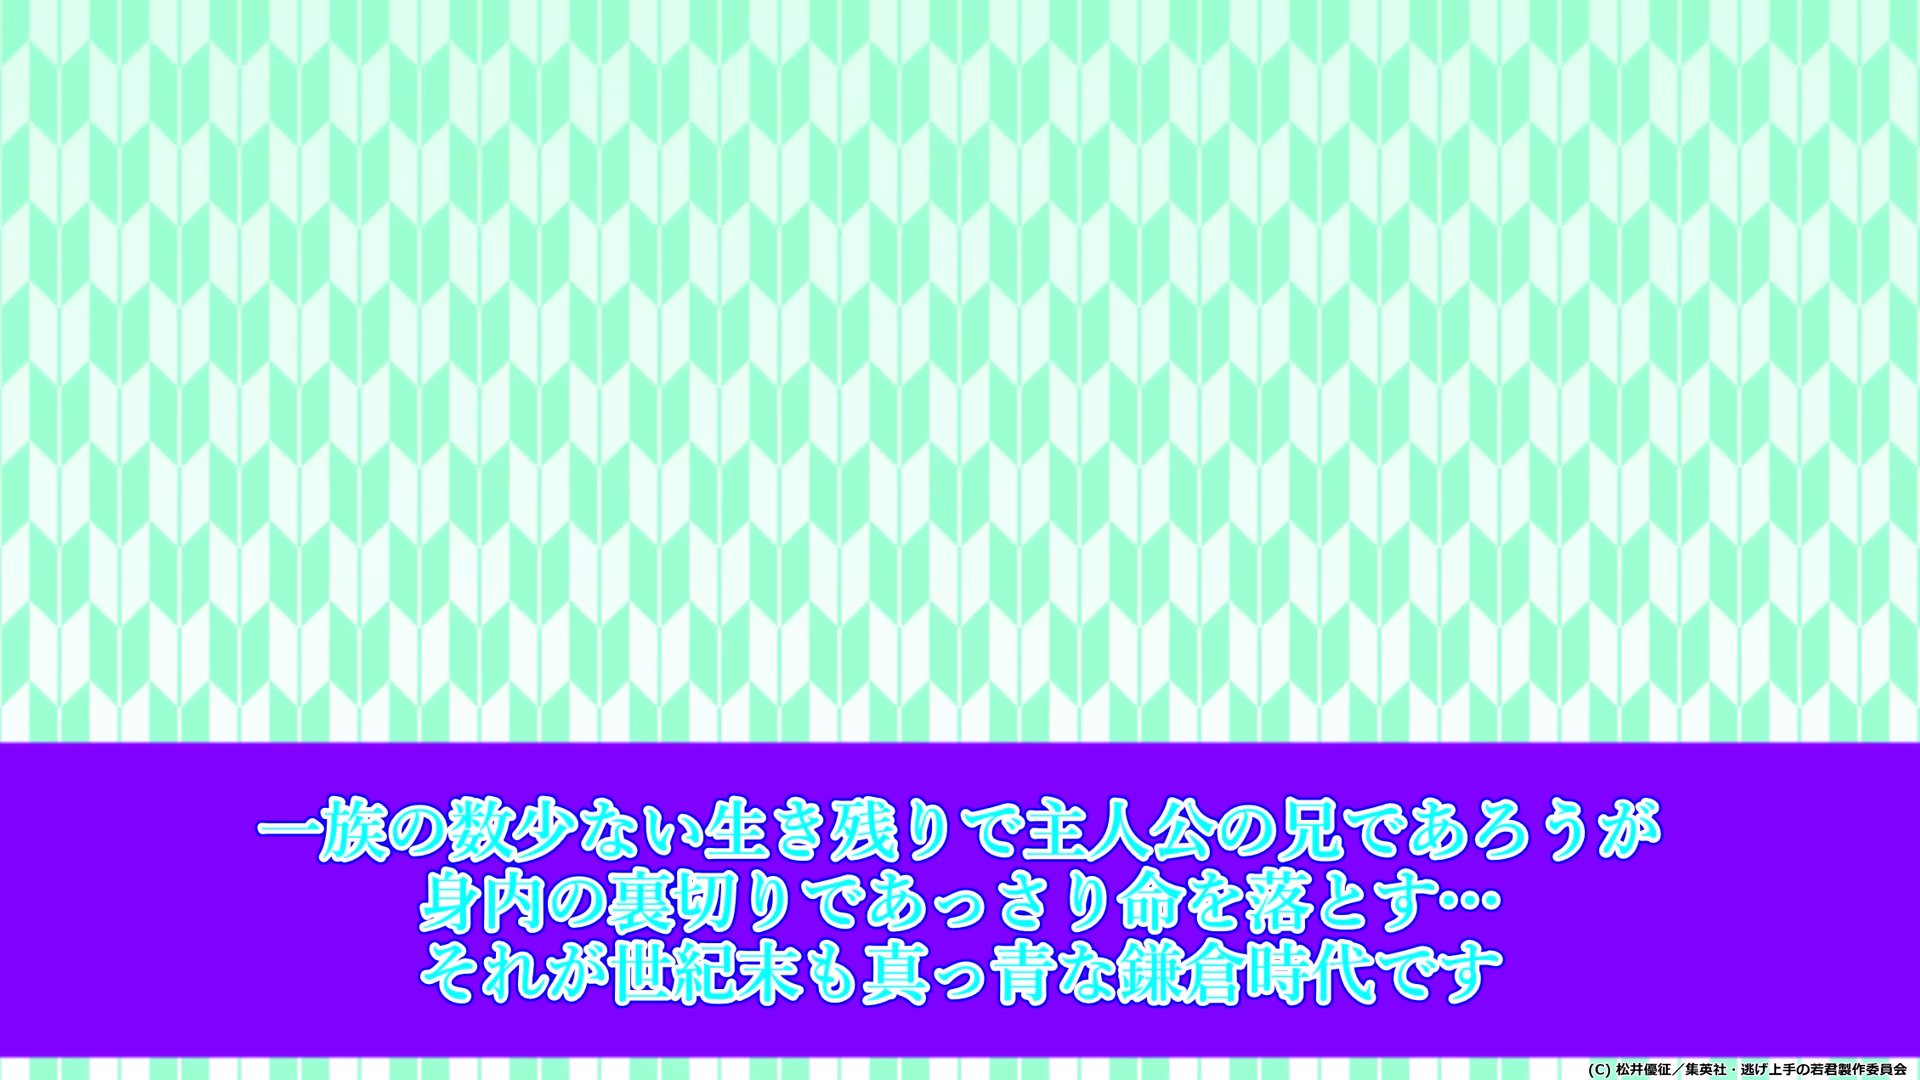 一族の数少ない生き残りで主人公の兄であろうが
身内の裏切りであっさり命を落とす…
それが世紀末も真っ青な鎌倉時代です
(C) 松井優征／集英社・逃げ上手の若君製作委員会